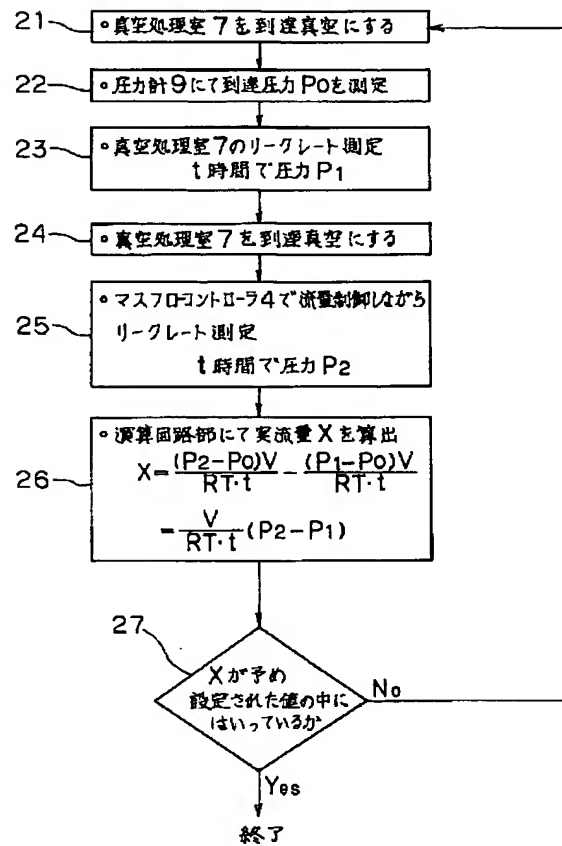 21
◦真空処理室7を到達真空にする
22
◦圧力計9にて到達圧力P0を測定
23
◦真空処理室7のリークレート測定
t時間で圧力P1
24
◦真空処理室7を到達真空にする
25
◦マスフローコントローラ4で流量制御しながら
リークレート測定
t時間で圧力P2
26
◦演算回路部にて実流量Xを算出
X=(P2-P0)V/RT·t-(P1-P0)V/RT·t
=V/RT·t(P2-P1)
27
Xが予め
設定された値の中に
はいっているか
No
Yes
終了